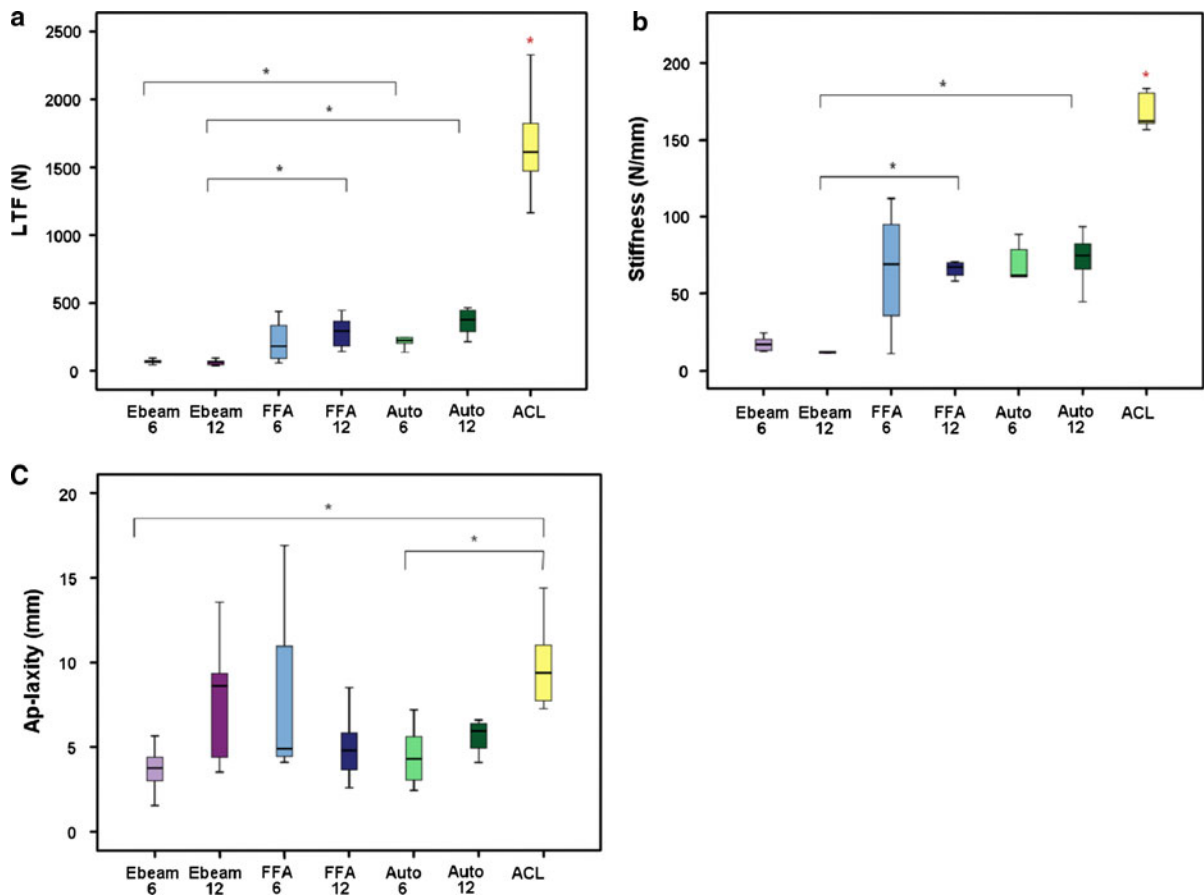 a
2500
2000
1500
1000
500
0
LTF (N)
*
*
*
*
Ebeam 6
Ebeam 12
FFA 6
FFA 12
Auto 6
Auto 12
ACL
b
200
150
100
50
0
Stiffness (N/mm)
*
*
*
Ebeam 6
Ebeam 12
FFA 6
FFA 12
Auto 6
Auto 12
ACL
C
20
15
10
5
0
Ap-laxity (mm)
*
*
Ebeam 6
Ebeam 12
FFA 6
FFA 12
Auto 6
Auto 12
ACL